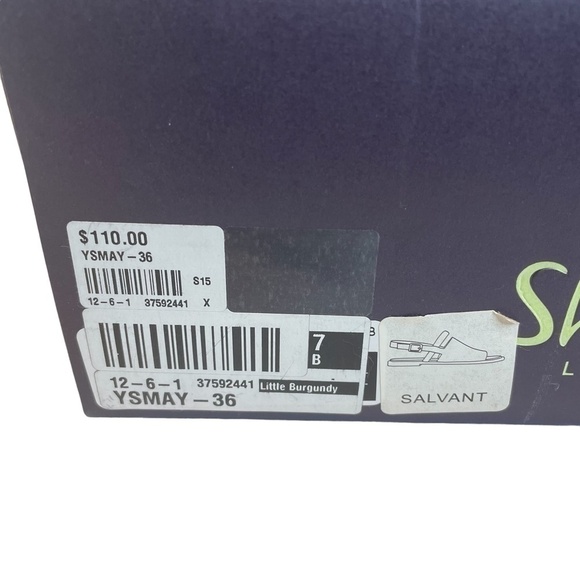 $110.00
YSMAY-36
S15
12-6-1 37592441 X
7
B
B
12-6-1 37592441 Little Burgundy
YSMAY-36
SALVANT